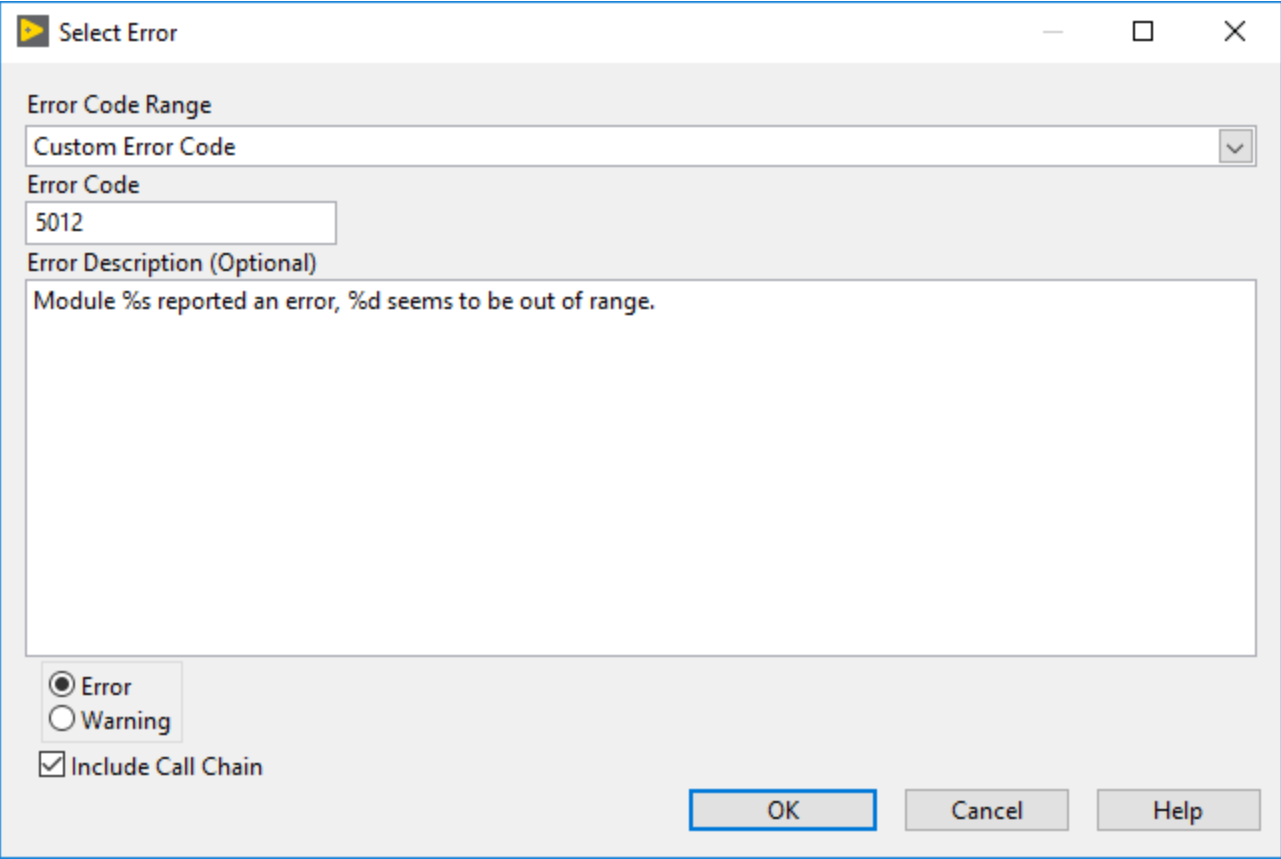 Select Error
Error Code Range
Custom Error Code
Error Code
5012
Error Description (Optional)
Module %s reported an error, %d seems to be out of range.
Error
Warning
Include Call Chain
OK Cancel Help